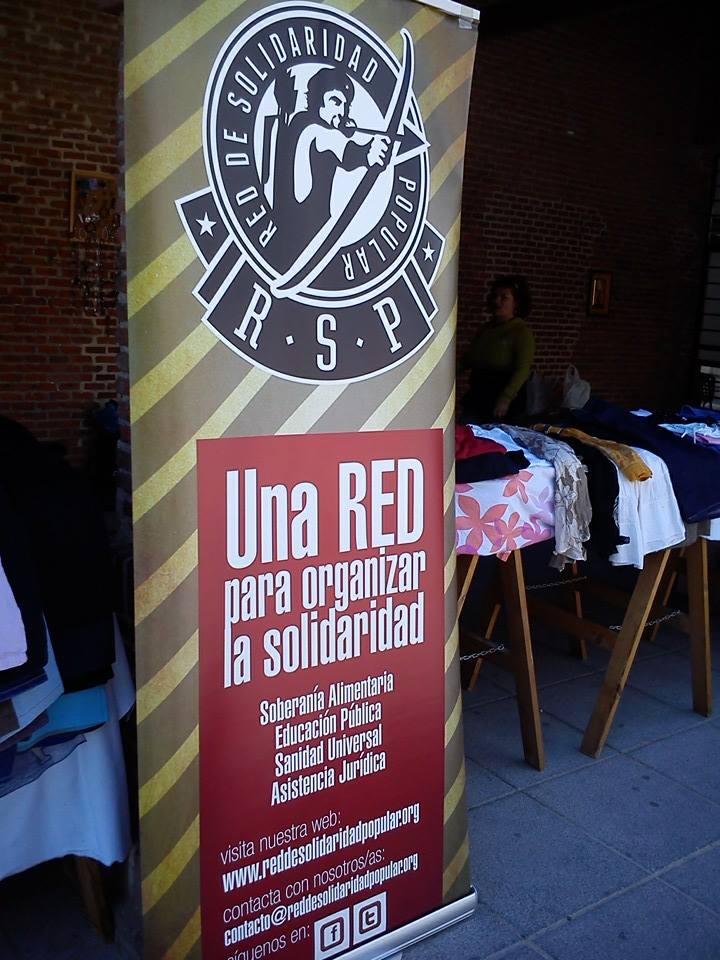 RED DE SOLIDARIDAD POPULAR
R·S·P
Una RED
para organizar
la solidaridad
Soberanía Alimentaria
Educación Pública
Sanidad Universal
Asistencia Jurídica
visita nuestra web:
www.reddesolidaridadpopular.org
contacta con nosotros/as:
contacto@reddesolidaridadpopular.org
síguenos en: f t